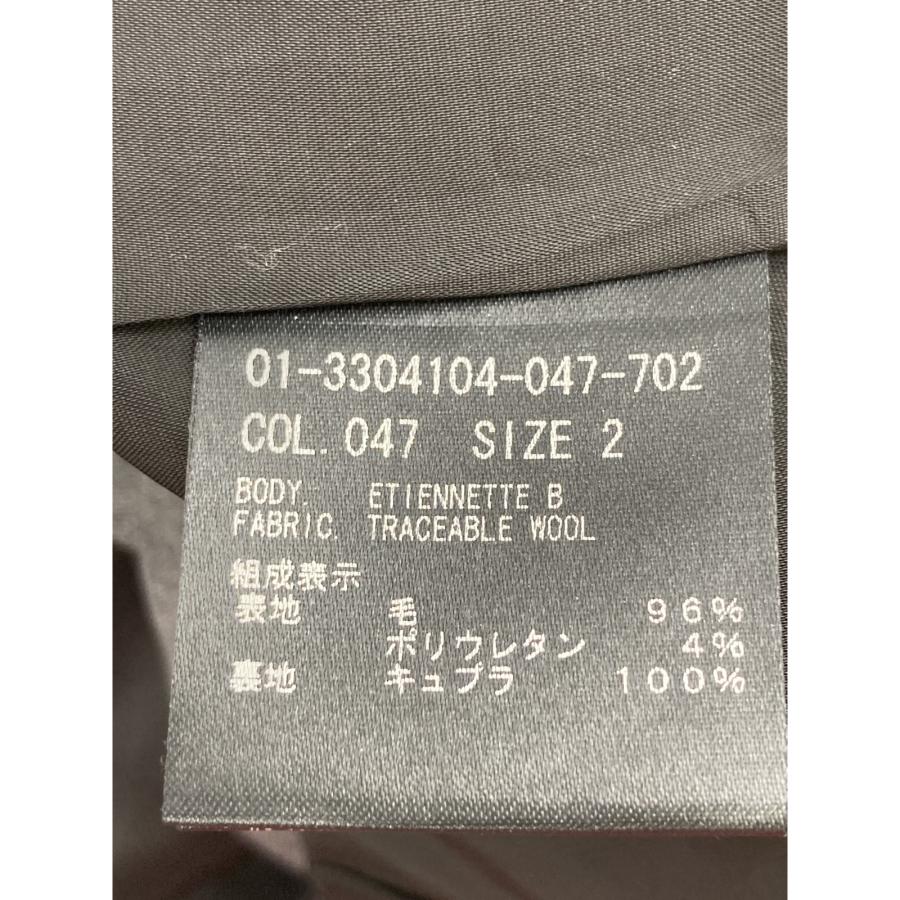 01-3304104-047-702
COL. 047 SIZE 2
BODY. ETIENNETTE B
FABRIC. TRACEABLE WOOL
組成表示
表地 毛 96%
ポリウレタン 4%
裏地 キュプラ 100%